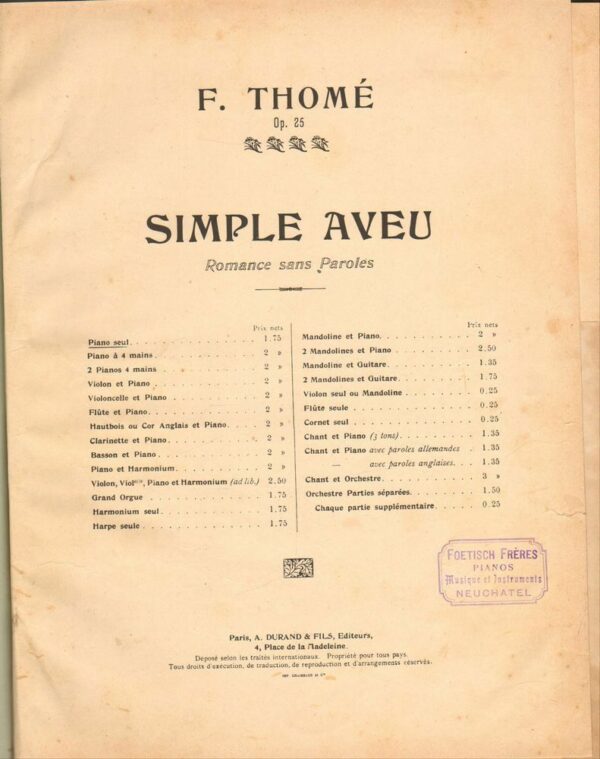 F. THOMÉ
Op. 25
SIMPLE AVEU
Romance sans Paroles
Prix nets
Piano seul . . . . . . . . . . . 1.75
Piano à 4 mains . . . . . . . . . . 2 »
2 Pianos 4 mains . . . . . . . . . . 2 »
Violon et Piano . . . . . . . . . . 2 »
Violoncelle et Piano . . . . . . . . 2 »
Flûte et Piano . . . . . . . . . . 2 »
Hautbois ou Cor Anglais et Piano . . . 2 »
Clarinette et Piano . . . . . . . . 2 »
Basson et Piano . . . . . . . . . . 2 »
Piano et Harmonium . . . . . . . . 2 »
Violon, Violcelle, Piano et Harmonium (ad lib.) 2,50
Grand Orgue . . . . . . . . . . 1.75
Harmonium seul . . . . . . . . . . 1.75
Harpe seule . . . . . . . . . . 1.75
Prix nets
Mandoline et Piano . . . . . . . . 2 »
2 Mandolines et Piano . . . . . . . 2.50
Mandoline et Guitare . . . . . . . 1.35
2 Mandolines et Guitare . . . . . . 1.75
Violon seul ou Mandoline . . . . . . 0.25
Flûte seule . . . . . . . . . . 0.25
Cornet seul . . . . . . . . . . 0.25
Chant et Piano (3 tons) . . . . . . 1.35
Chant et Piano avec paroles allemandes . 1.35
— avec paroles anglaises . . . 1.35
Chant et Orchestre . . . . . . . . 3 »
Orchestre Parties séparées . . . . . 1.50
Chaque partie supplémentaire . . . . 0.25
FOETISCH FRÈRES
PIANOS
Musique et Instruments
NEUCHATEL
Paris, A. DURAND & FILS, Editeurs,
4, Place de la Madeleine.
Déposé selon les traités internationaux. Propriété pour tous pays.
Tous droits d'exécution, de traduction, de reproduction et d'arrangements réservés.